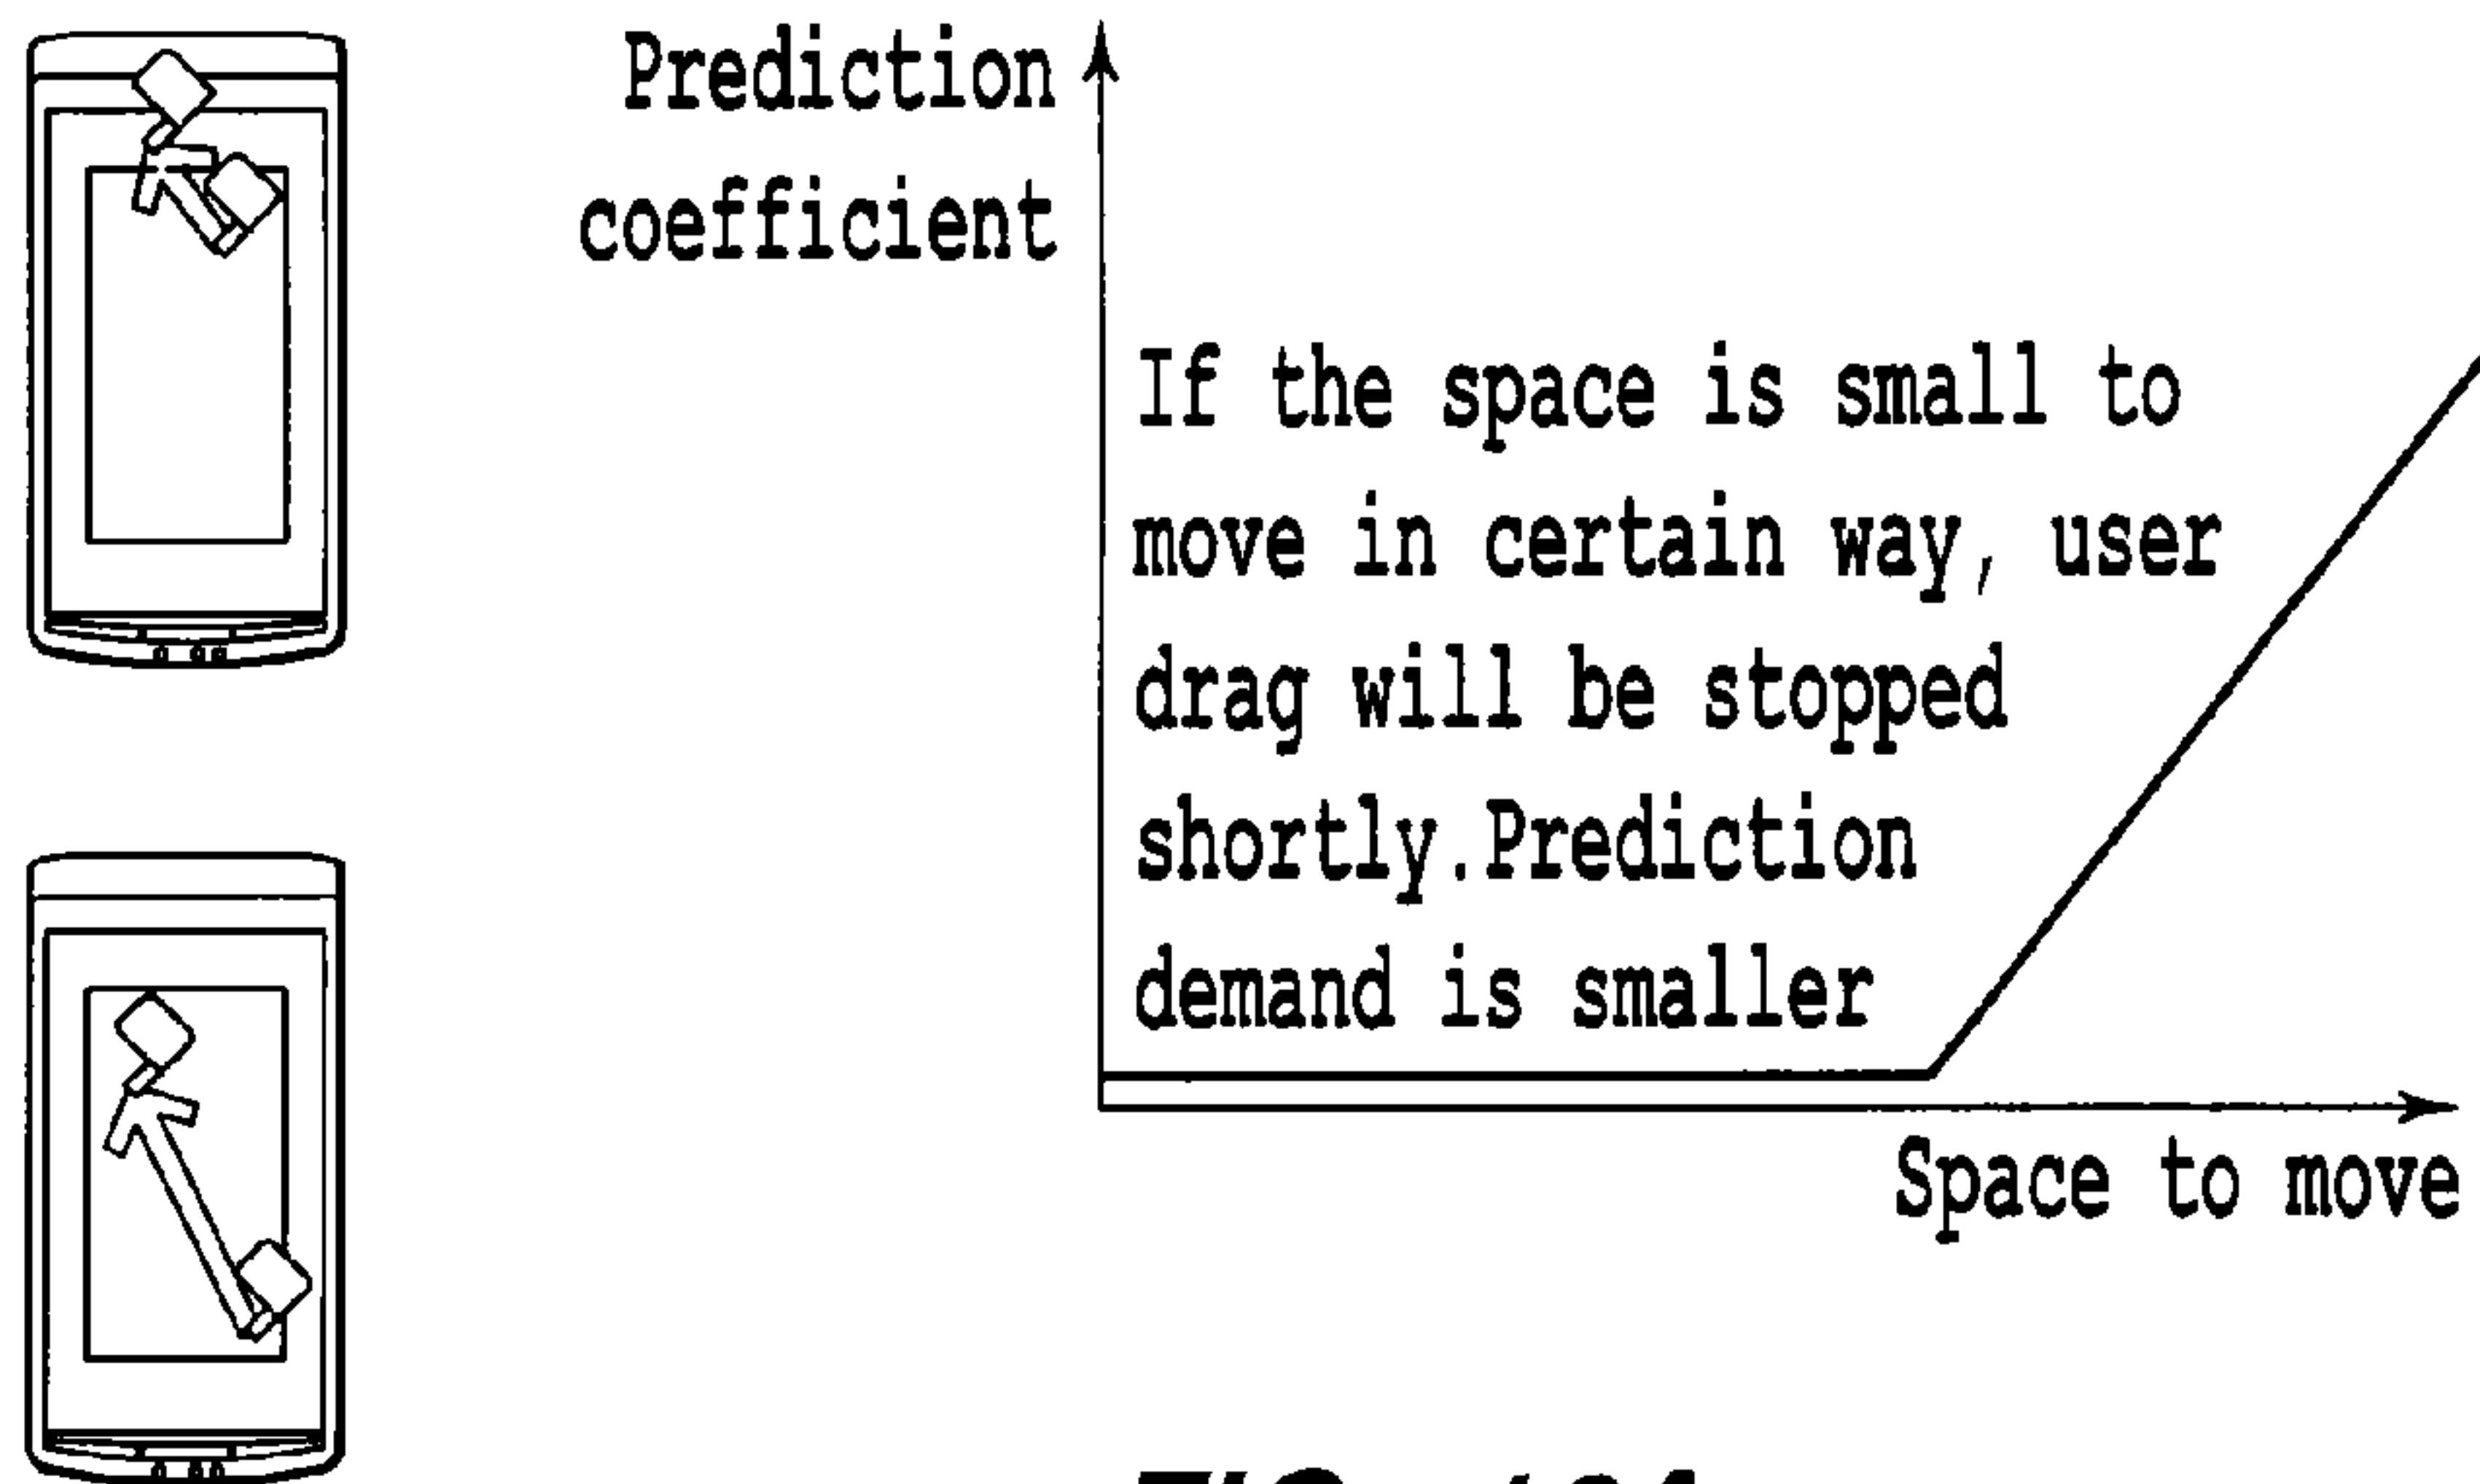 Prediction
coefficient
If the space is small to
move in certain way, user
drag will be stopped
shortly.Prediction
demand is smaller
Space to move